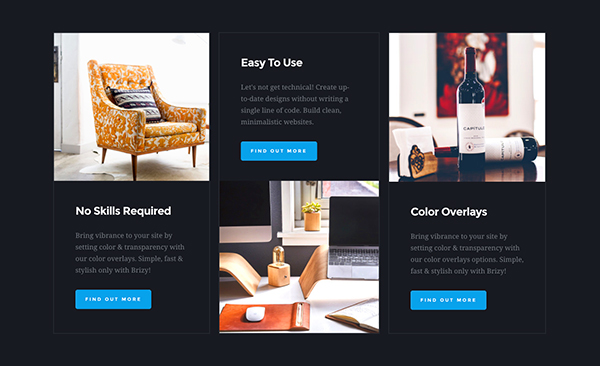 Easy To Use
Let's not get technical! Create up-
to-date designs without writing a
single line of code. Build clean,
minimalistic websites.
FIND OUT MORE
CAPITULO
CAPITULO
No Skills Required
Bring vibrance to your site by
setting color & transparency with
our color overlays. Simple, fast &
stylish only with Brizy!
FIND OUT MORE
Color Overlays
Bring vibrance to your site by
setting color & transparency with
our color overlays options. Simple,
fast & stylish only with Brizy!
FIND OUT MORE